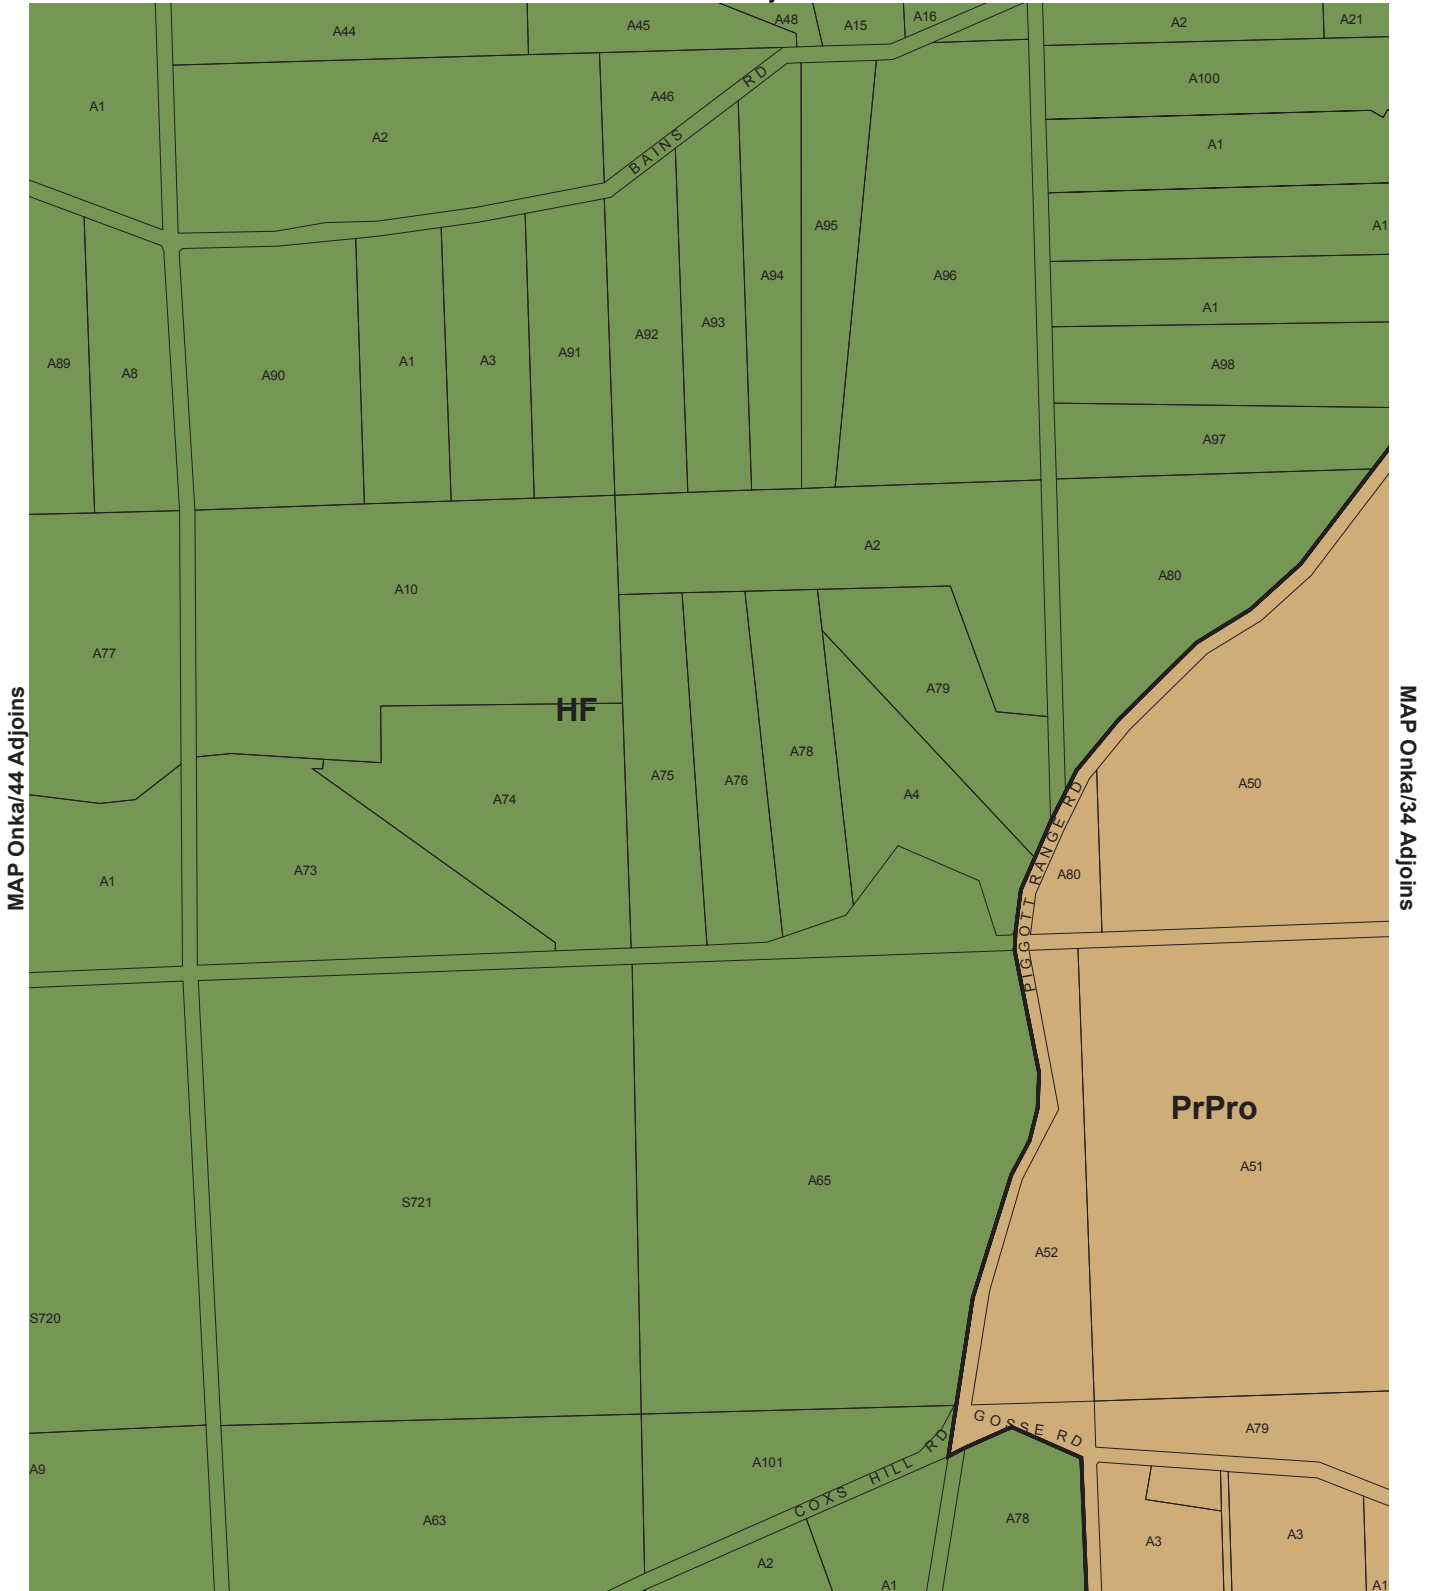 A44
A45
A48
A15
A16
A2
A21
A1
A2
A46
BAINS RD
A100
A1
A1
A95
A94
A96
A1
A89
A8
A90
A1
A3
A91
A92
A93
A98
A97
A2
A10
A80
A77
HF
A79
A75
A76
A78
A4
A50
A74
A73
A1
A80
PIGGOTT RANGE RD
MAP Onka/44 Adjoins
MAP Onka/34 Adjoins
PrPro
A51
S721
A65
A52
S720
GOSSE RD
A79
A9
A101
COXS HILL RD
A63
A78
A3
A3
A2
A1
A1